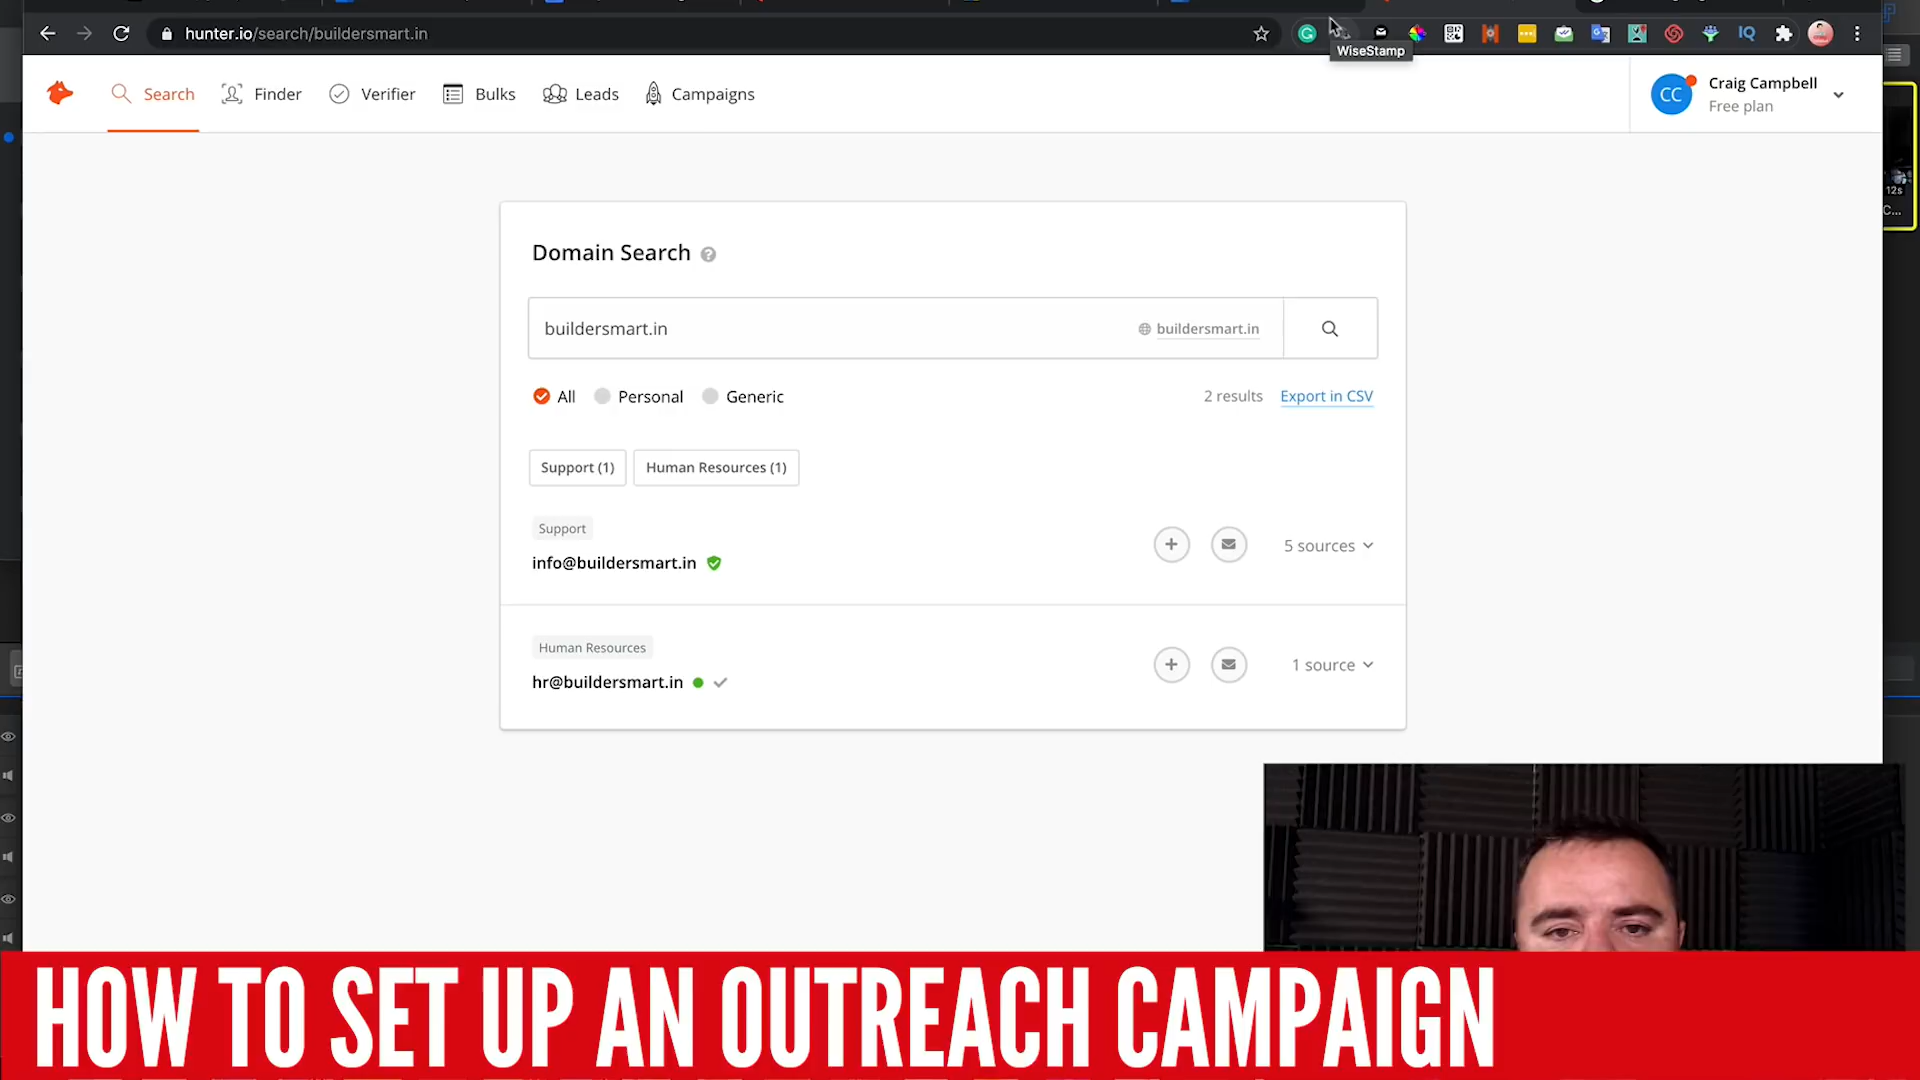 hunter.io/search/buildersmart.in
WiseStamp
Search
Finder
Verifier
Bulks
Leads
Campaigns
CC
Craig Campbell
Free plan
12s
C...
Domain Search
buildersmart.in
buildersmart.in
All
Personal
Generic
2 results
Export in CSV
Support (1)
Human Resources (1)
Support
info@buildersmart.in
5 sources
Human Resources
hr@buildersmart.in
1 source
HOW TO SET UP AN OUTREACH CAMPAIGN